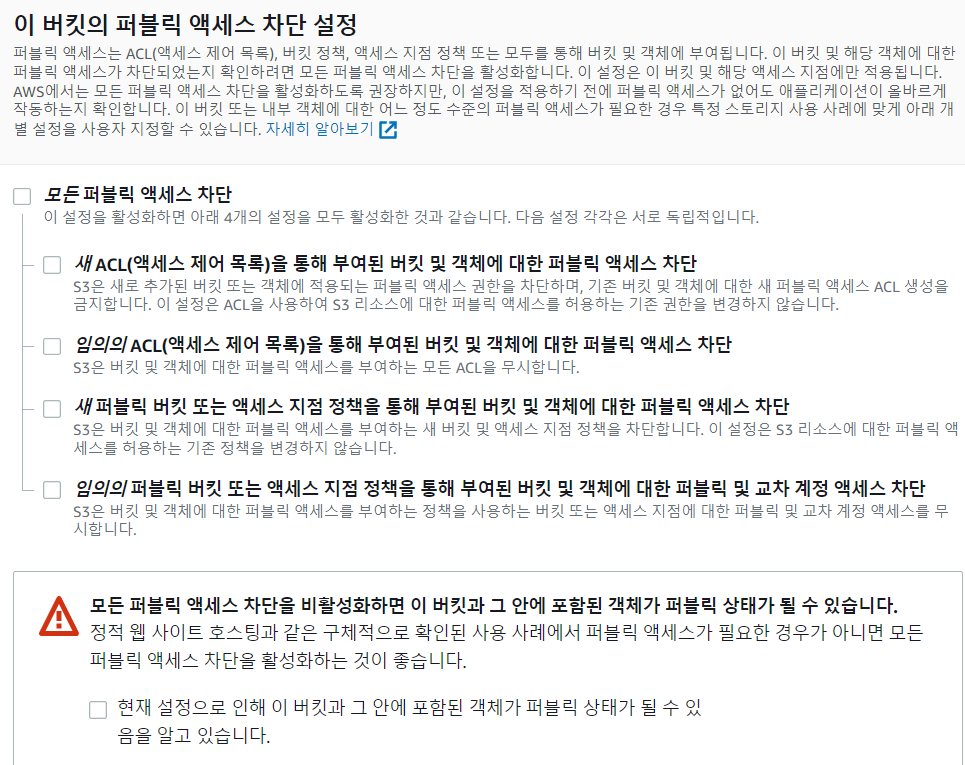 이 버킷의 퍼블릭 액세스 차단 설정
퍼블릭 액세스는 ACL(액세스 제어 목록), 버킷 정책, 액세스 지점 정책 또는 모두를 통해 버킷 및 객체에 부여됩니다. 이 버킷 및 해당 객체에 대한
퍼블릭 액세스가 차단되었는지 확인하려면 모든 퍼블릭 액세스 차단을 활성화합니다. 이 설정은 이 버킷 및 해당 액세스 지점에만 적용됩니다.
AWS에서는 모든 퍼블릭 액세스 차단을 활성화하도록 권장하지만, 이 설정을 적용하기 전에 퍼블릭 액세스가 없어도 애플리케이션이 올바르게
작동하는지 확인합니다. 이 버킷 또는 내부 객체에 대한 어느 정도 수준의 퍼블릭 액세스가 필요한 경우 특정 스토리지 사용 사례에 맞게 아래 개
별 설정을 사용자 지정할 수 있습니다. 자세히 알아보기
모든 퍼블릭 액세스 차단
이 설정을 활성화하면 아래 4개의 설정을 모두 활성화한 것과 같습니다. 다음 설정 각각은 서로 독립적입니다.
새 ACL(액세스 제어 목록)을 통해 부여된 버킷 및 객체에 대한 퍼블릭 액세스 차단
S3은 새로 추가된 버킷 또는 객체에 적용되는 퍼블릭 액세스 권한을 차단하며, 기존 버킷 및 객체에 대한 새 퍼블릭 액세스 ACL 생성을
금지합니다. 이 설정은 ACL을 사용하여 S3 리소스에 대한 퍼블릭 액세스를 허용하는 기존 권한을 변경하지 않습니다.
임의의 ACL(액세스 제어 목록)을 통해 부여된 버킷 및 객체에 대한 퍼블릭 액세스 차단
S3은 버킷 및 객체에 대한 퍼블릭 액세스를 부여하는 모든 ACL을 무시합니다.
새 퍼블릭 버킷 또는 액세스 지점 정책을 통해 부여된 버킷 및 객체에 대한 퍼블릭 액세스 차단
S3은 버킷 및 객체에 대한 퍼블릭 액세스를 부여하는 새 버킷 및 액세스 지점 정책을 차단합니다. 이 설정은 S3 리소스에 대한 퍼블릭 액
세스를 허용하는 기존 정책을 변경하지 않습니다.
임의의 퍼블릭 버킷 또는 액세스 지점 정책을 통해 부여된 버킷 및 객체에 대한 퍼블릭 및 교차 계정 액세스 차단
S3은 버킷 및 객체에 대한 퍼블릭 액세스를 부여하는 정책을 사용하는 버킷 또는 액세스 지점에 대한 퍼블릭 및 교차 계정 액세스를 무
시합니다.
모든 퍼블릭 액세스 차단을 비활성화하면 이 버킷과 그 안에 포함된 객체가 퍼블릭 상태가 될 수 있습니다.
정적 웹 사이트 호스팅과 같은 구체적으로 확인된 사용 사례에서 퍼블릭 액세스가 필요한 경우가 아니면 모든
퍼블릭 액세스 차단을 활성화하는 것이 좋습니다.
현재 설정으로 인해 이 버킷과 그 안에 포함된 객체가 퍼블릭 상태가 될 수 있
음을 알고 있습니다.